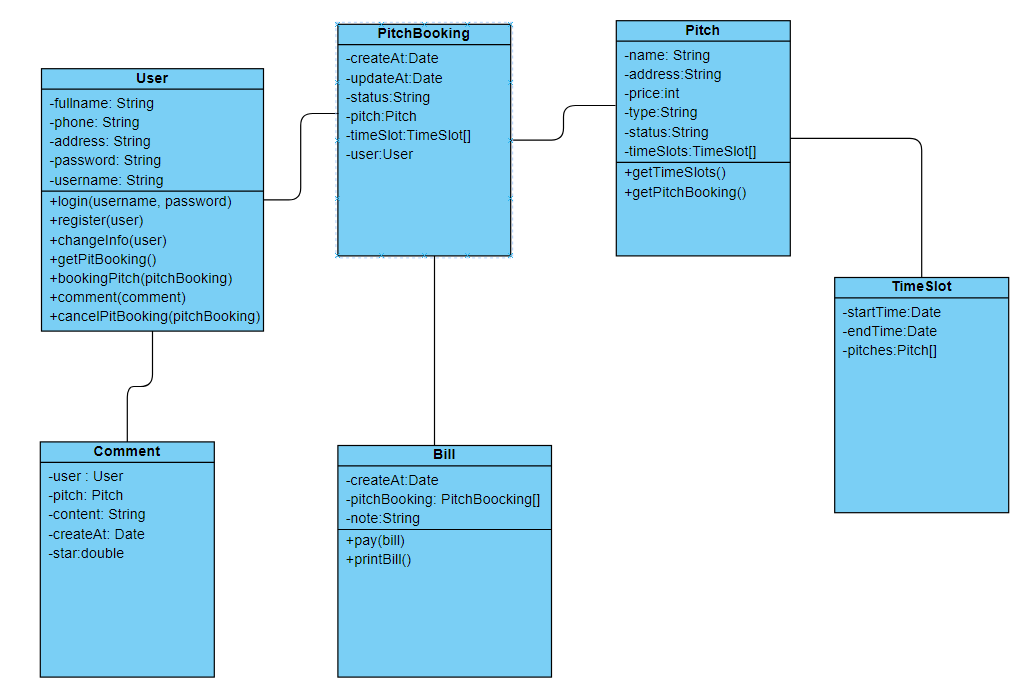 User
-fullname: String
-phone: String
-address: String
-password: String
-username: String
+login(username, password)
+register(user)
+changeInfo(user)
+getPitBooking()
+bookingPitch(pitchBooking)
+comment(comment)
+cancelPitBooking(pitchBooking)
PitchBooking
-createAt:Date
-updateAt:Date
-status:String
-pitch:Pitch
-timeSlot:TimeSlot[]
-user:User
Pitch
-name: String
-address:String
-price:int
-type:String
-status:String
-timeSlots:TimeSlot[]
+getTimeSlots()
+getPitchBooking()
TimeSlot
-startTime:Date
-endTime:Date
-pitches:Pitch[]
Comment
-user : User
-pitch: Pitch
-content: String
-createAt: Date
-star:double
Bill
-createAt:Date
-pitchBooking: PitchBoocking[]
-note:String
+pay(bill)
+printBill()